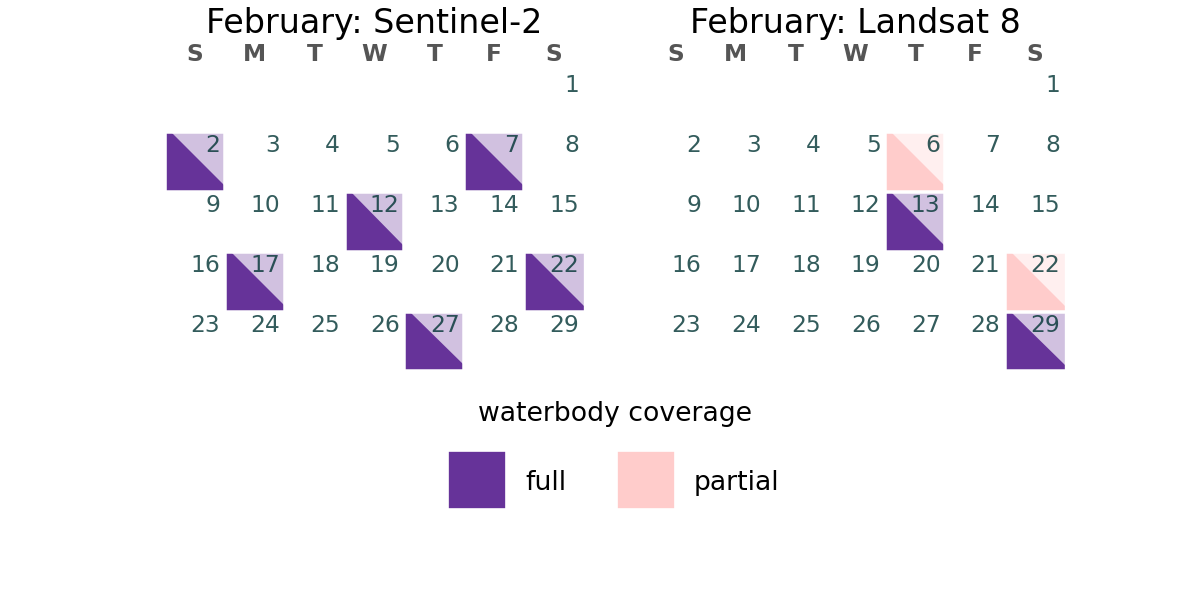 February: Sentinel-2
S M T W T F S
1
2 3 4 5 6 7 8
9 10 11 12 13 14 15
16 17 18 19 20 21 22
23 24 25 26 27 28 29
February: Landsat 8
S M T W T F S
1
2 3 4 5 6 7 8
9 10 11 12 13 14 15
16 17 18 19 20 21 22
23 24 25 26 27 28 29
waterbody coverage
full partial